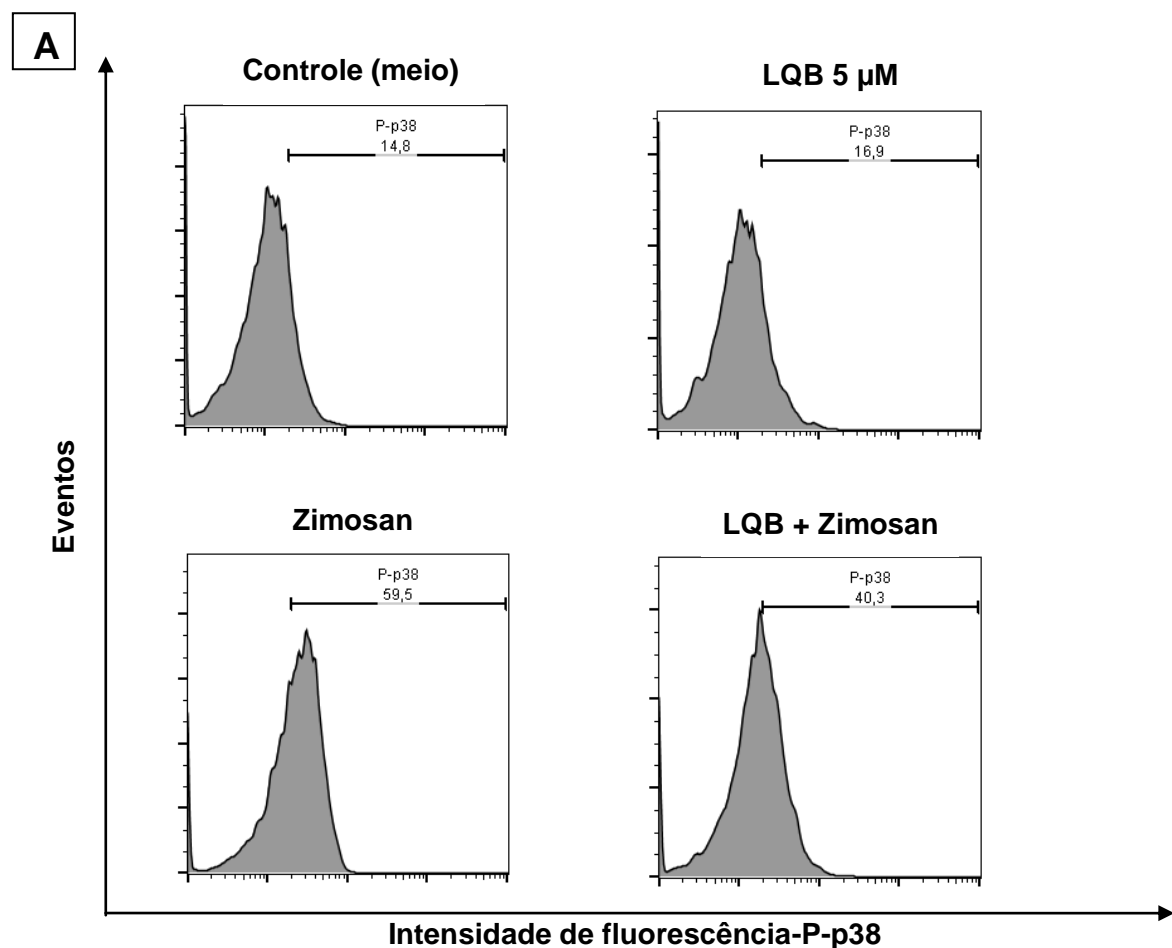 A
Controle (meio)
P-p38
14,8
LQB 5 µM
P-p38
16,9
Eventos
Zimosan
P-p38
59,5
LQB + Zimosan
P-p38
40,3
Intensidade de fluorescência-P-p38